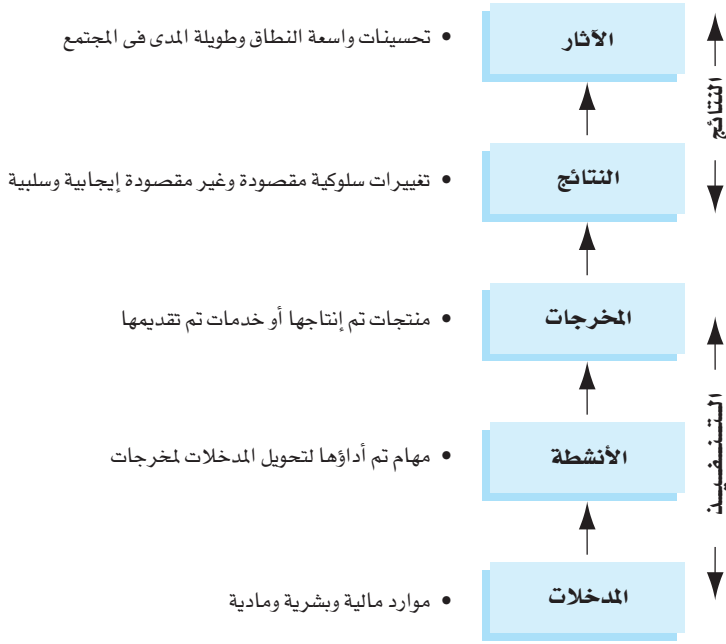 الآثار
• تحسينات واسعة النطاق وطويلة المدى فى المجتمع
النتائج
النتائج
• تغييرات سلوكية مقصودة وغير مقصودة إيجابية وسلبية
المخرجات
• منتجات تم إنتاجها أو خدمات تم تقديمها
التنفيذ
الأنشطة
• مهام تم أداؤها لتحويل المدخلات لمخرجات
المدخلات
• موارد مالية وبشرية ومادية